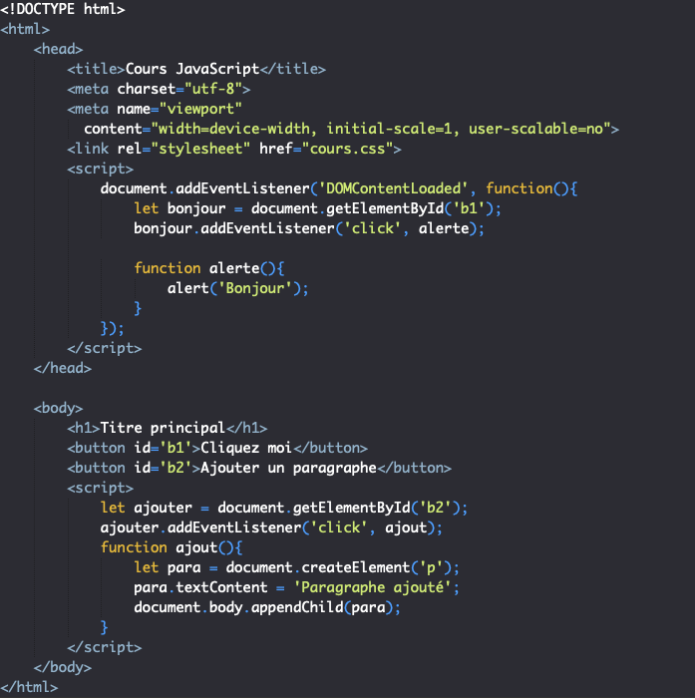 <!DOCTYPE html>
<html>
    <head>
        <title>Cours JavaScript</title>
        <meta charset="utf-8">
        <meta name="viewport"
          content="width=device-width, initial-scale=1, user-scalable=no">
        <link rel="stylesheet" href="cours.css">
        <script>
            document.addEventListener('DOMContentLoaded', function(){
                let bonjour = document.getElementById('b1');
                bonjour.addEventListener('click', alerte);

                function alerte(){
                    alert('Bonjour');
                }
            });
        </script>
    </head>

    <body>
        <h1>Titre principal</h1>
        <button id='b1'>Cliquez moi</button>
        <button id='b2'>Ajouter un paragraphe</button>
        <script>
            let ajouter = document.getElementById('b2');
            ajouter.addEventListener('click', ajout);
            function ajout(){
                let para = document.createElement('p');
                para.textContent = 'Paragraphe ajouté';
                document.body.appendChild(para);
            }
        </script>
    </body>
</html>